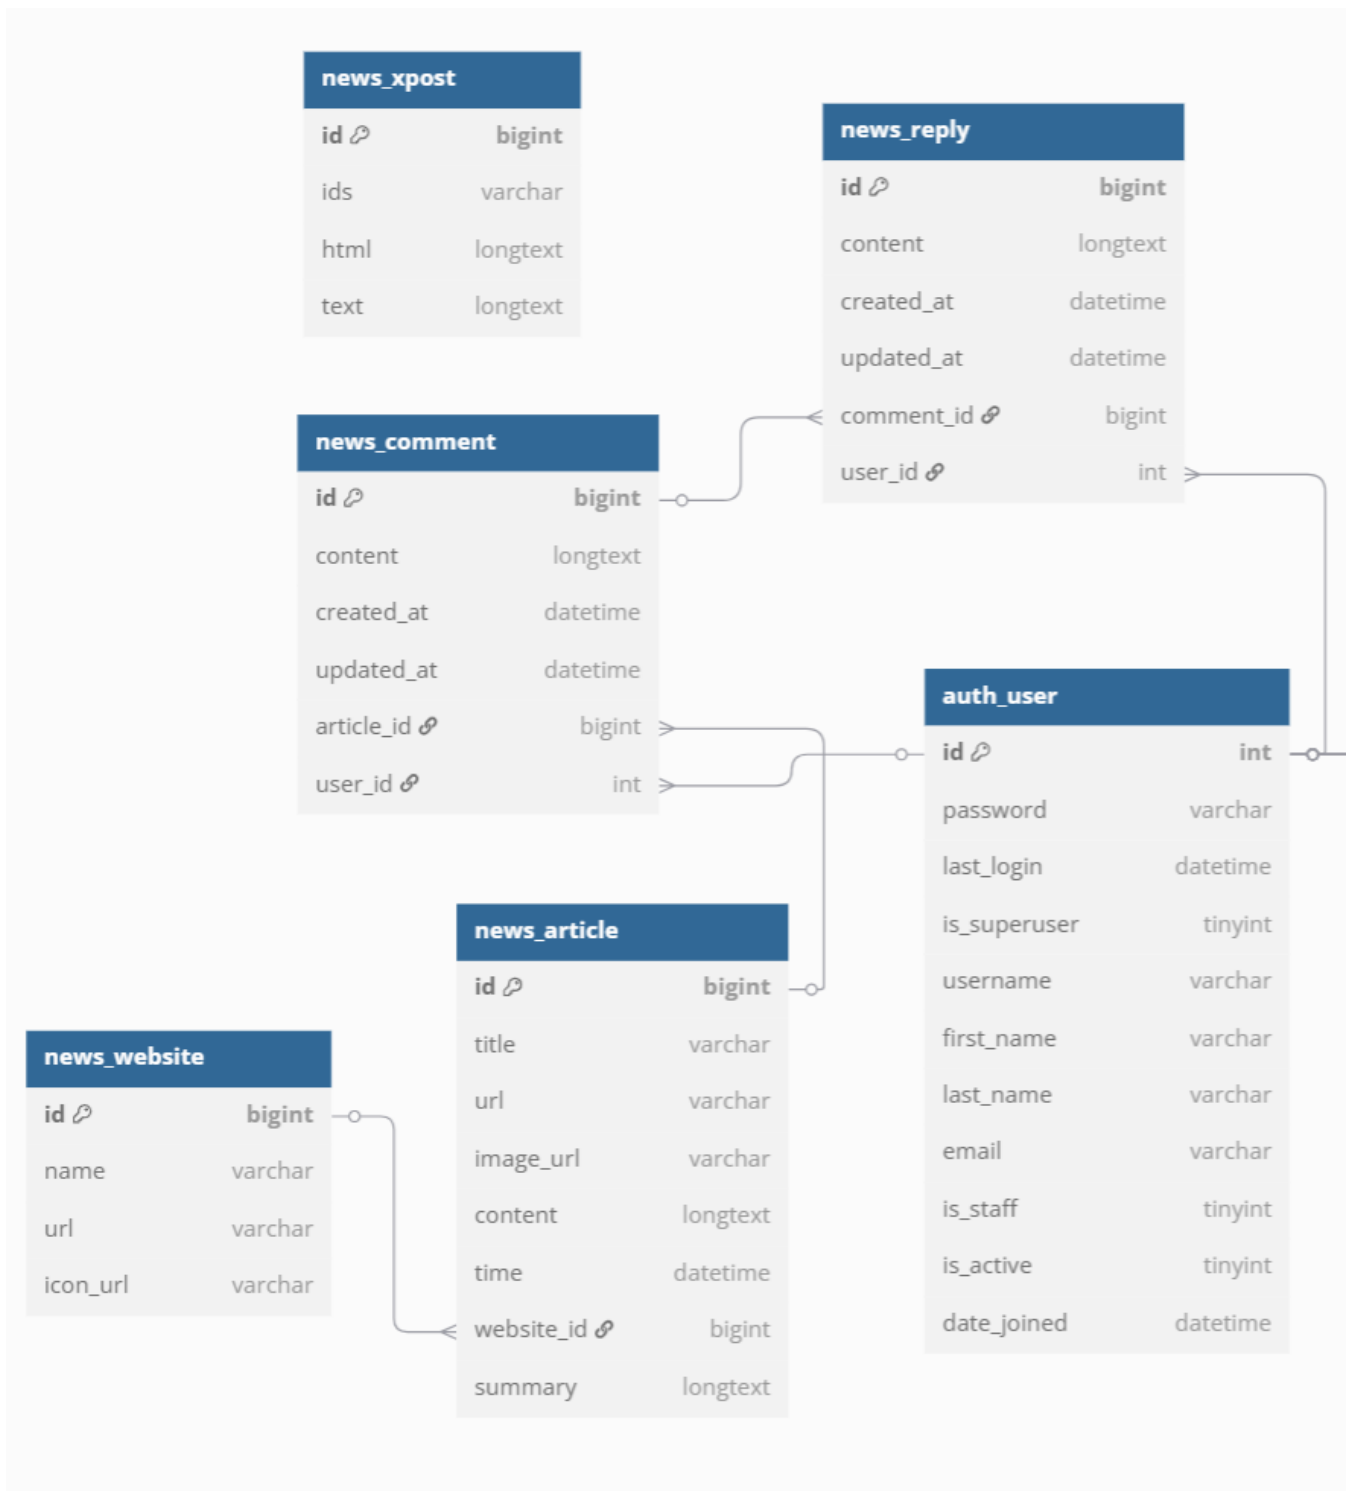 news_xpost
id bigint
ids varchar
html longtext
text longtext
news_reply
id bigint
content longtext
created_at datetime
updated_at datetime
comment_id bigint
user_id int
news_comment
id bigint
content longtext
created_at datetime
updated_at datetime
article_id bigint
user_id int
auth_user
id int
password varchar
last_login datetime
is_superuser tinyint
username varchar
first_name varchar
last_name varchar
email varchar
is_staff tinyint
is_active tinyint
date_joined datetime
news_article
id bigint
title varchar
url varchar
image_url varchar
content longtext
time datetime
website_id bigint
summary longtext
news_website
id bigint
name varchar
url varchar
icon_url varchar